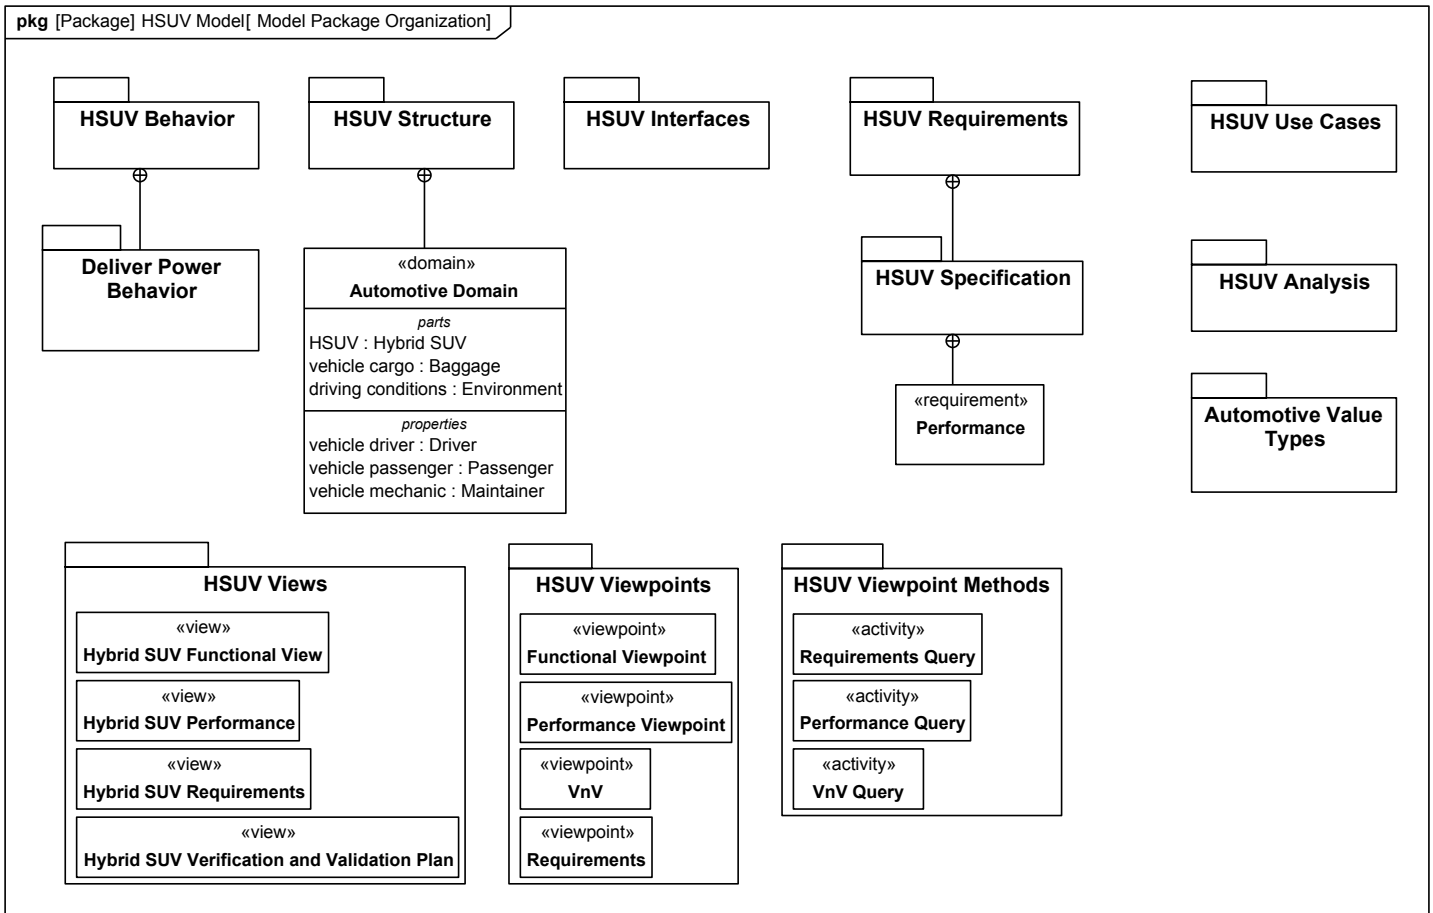 pkg [Package] HSUV Model[ Model Package Organization]
HSUV Behavior
HSUV Structure
HSUV Interfaces
HSUV Requirements
HSUV Use Cases
Deliver Power
Behavior
«domain»
Automotive Domain
parts
HSUV : Hybrid SUV
vehicle cargo : Baggage
driving conditions : Environment
properties
vehicle driver : Driver
vehicle passenger : Passenger
vehicle mechanic : Maintainer
HSUV Specification
«requirement»
Performance
HSUV Analysis
Automotive Value
Types
HSUV Views
«view»
Hybrid SUV Functional View
«view»
Hybrid SUV Performance
«view»
Hybrid SUV Requirements
«view»
Hybrid SUV Verification and Validation Plan
HSUV Viewpoints
«viewpoint»
Functional Viewpoint
«viewpoint»
Performance Viewpoint
«viewpoint»
VnV
«viewpoint»
Requirements
HSUV Viewpoint Methods
«activity»
Requirements Query
«activity»
Performance Query
«activity»
VnV Query